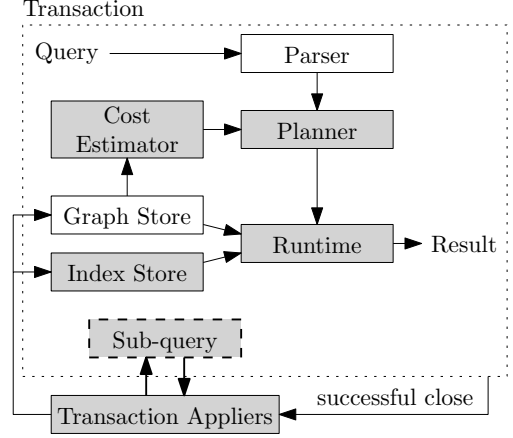 Transaction
Query
Parser
Cost
Estimator
Planner
Graph Store
Runtime
Result
Index Store
Sub-query
successful close
Transaction Appliers